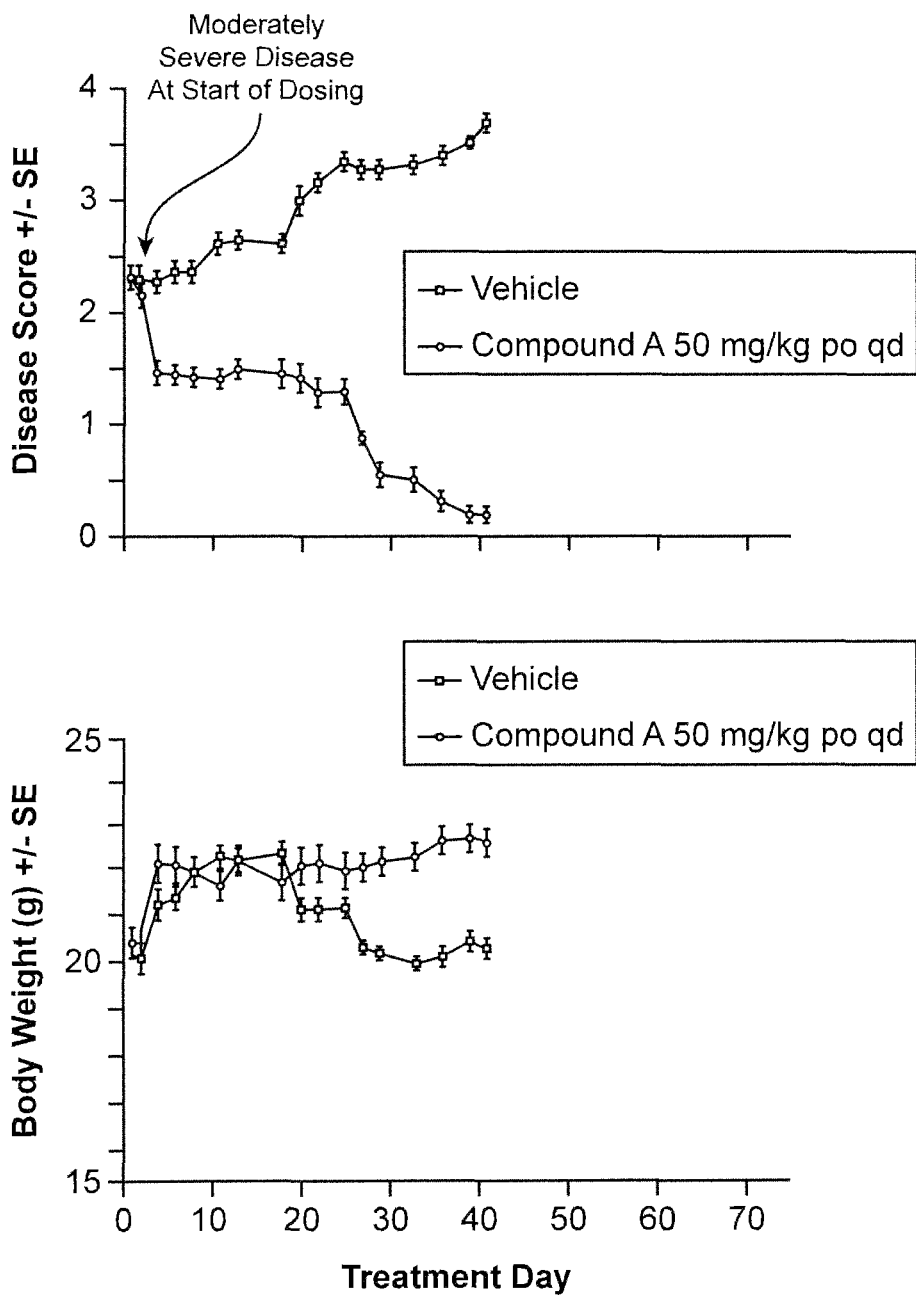 Moderately
Severe Disease
At Start of Dosing
4
3
2
1
0
Disease Score +/- SE
Vehicle
Compound A 50 mg/kg po qd
Vehicle
Compound A 50 mg/kg po qd
25
20
15
Body Weight (g) +/- SE
0 10 20 30 40 50 60 70
Treatment Day